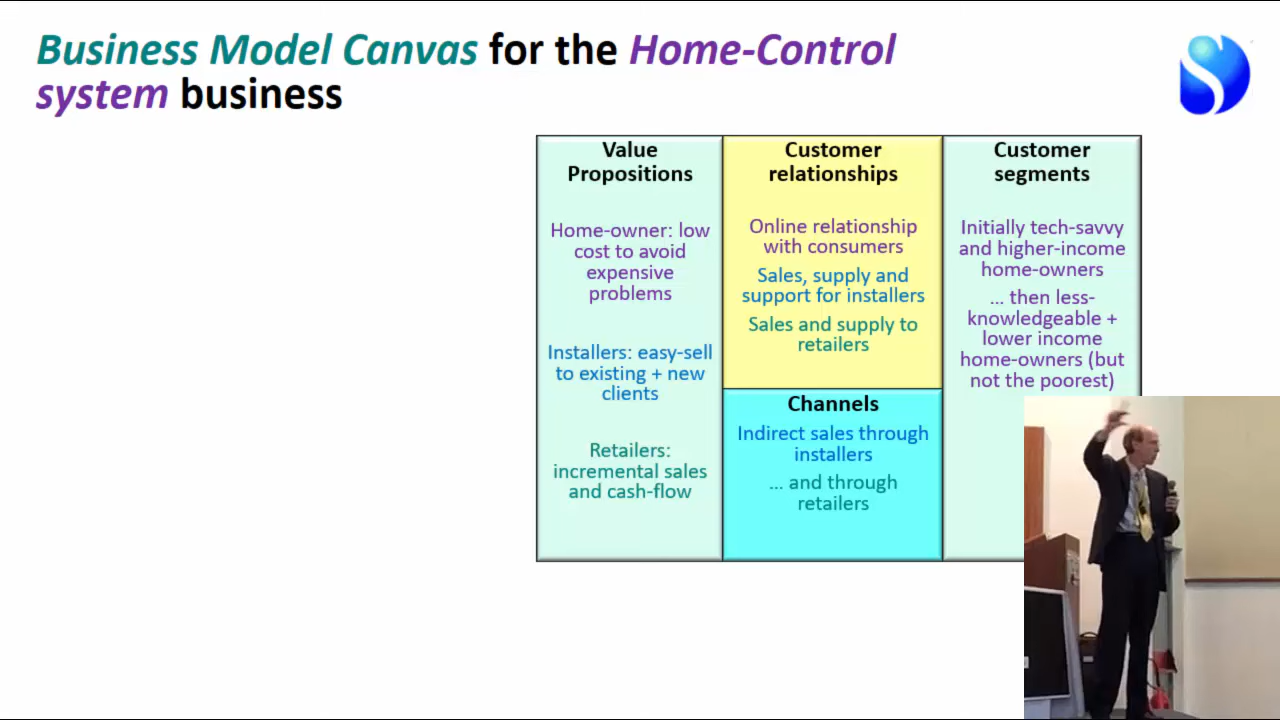 Business Model Canvas for the Home-Control
system business
Value
Propositions
Home-owner: low
cost to avoid
expensive
problems
Installers: easy-sell
to existing + new
clients
Retailers:
incremental sales
and cash-flow
Customer
relationships
Online relationship
with consumers
Sales, supply and
support for installers
Sales and supply to
retailers
Channels
Indirect sales through
installers
... and through
retailers
Customer
segments
Initially tech-savvy
and higher-income
home-owners
... then less-
knowledgeable +
lower income
home-owners (but
not the poorest)